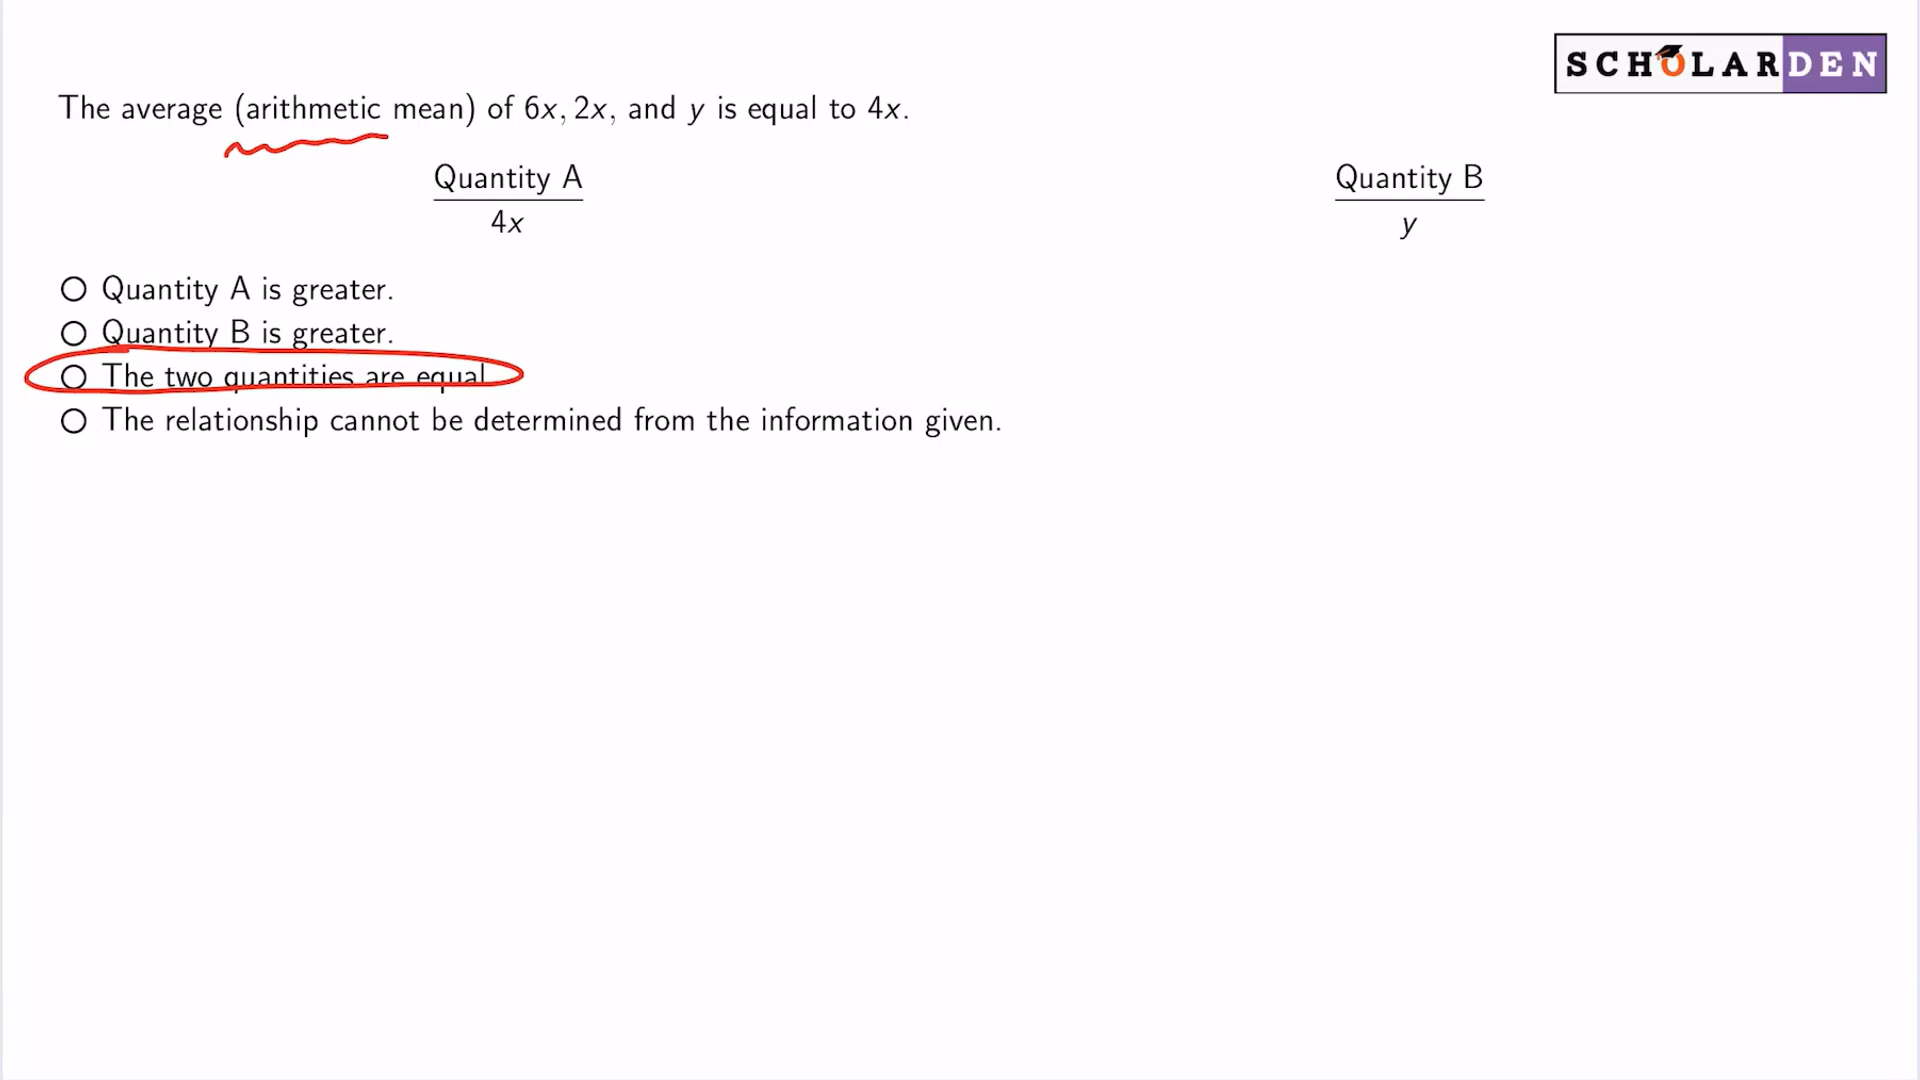 SCHOLARDEN
The average (arithmetic mean) of 6x, 2x, and y is equal to 4x.
Quantity A
Quantity B
4x
y
Quantity A is greater.
Quantity B is greater.
The two quantities are equal
The relationship cannot be determined from the information given.